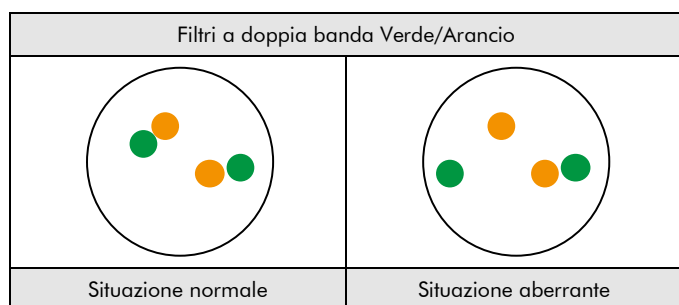 Filtri a doppia banda Verde/Arancio
Situazione normale
Situazione aberrante